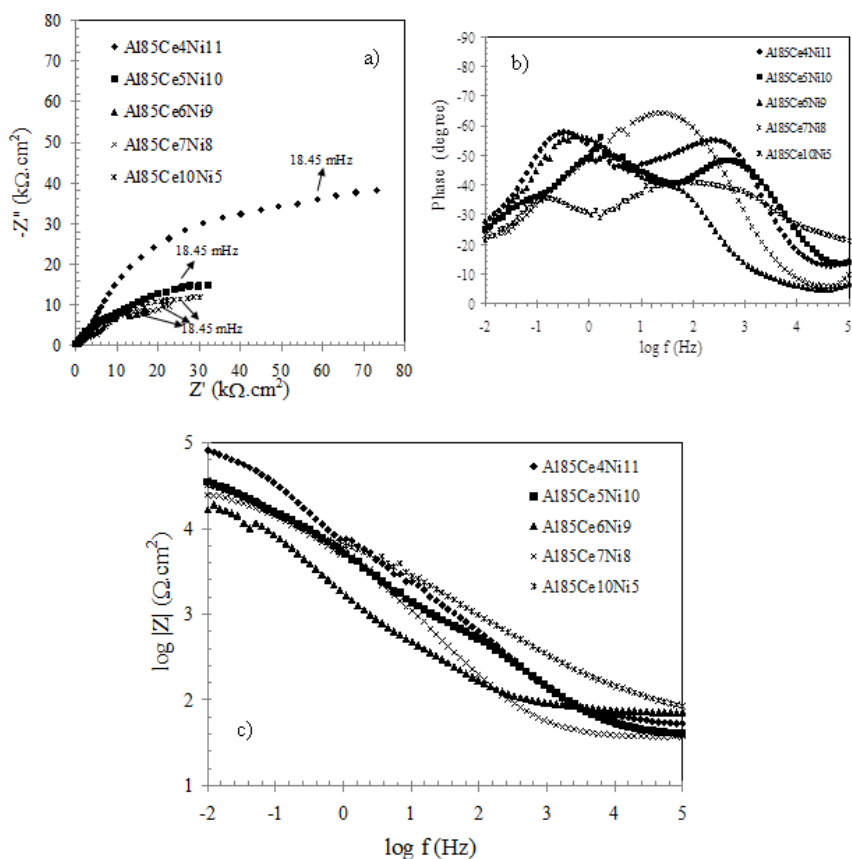 80
70
60
50
40
30
20
10
0
-Z'' (kΩ.cm²)
Al85Ce4Ni11
Al85Ce5Ni10
Al85Ce6Ni9
Al85Ce7Ni8
Al85Ce10Ni5
a)
18.45 mHz
18.45 mHz
18.45 mHz
0 10 20 30 40 50 60 70 80
Z' (kΩ.cm²)
-90
-80
-70
-60
-50
-40
-30
-20
-10
0
Phase (degree)
b)
Al85Ce4Ni11
Al85Ce5Ni10
Al85Ce6Ni9
Al85Ce7Ni8
Al85Ce10Ni5
-2 -1 0 1 2 3 4 5
log f (Hz)
5
4
3
2
1
log |Z| (Ω.cm²)
Al85Ce4Ni11
Al85Ce5Ni10
Al85Ce6Ni9
Al85Ce7Ni8
Al85Ce10Ni5
c)
-2 -1 0 1 2 3 4 5
log f (Hz)